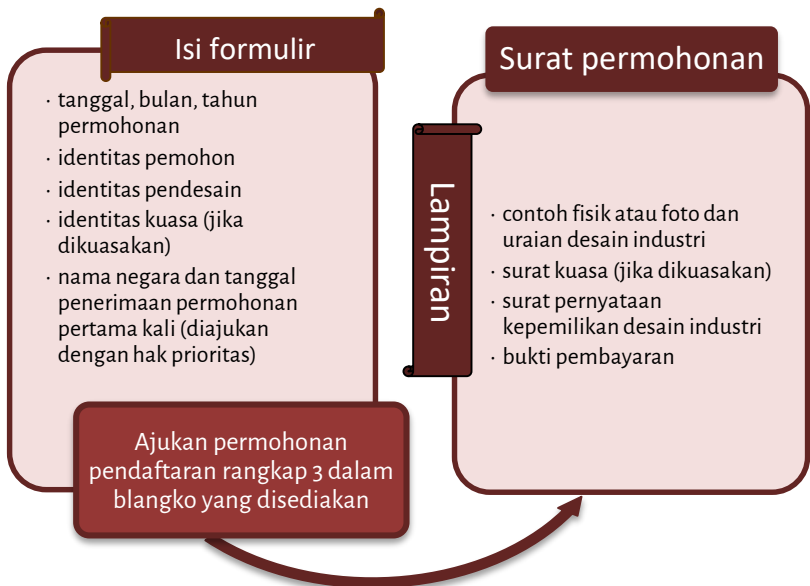 Isi formulir
· tanggal, bulan, tahun
permohonan
· identitas pemohon
· identitas pendesain
· identitas kuasa (jika
dikuasakan)
· nama negara dan tanggal
penerimaan permohonan
pertama kali (diajukan
dengan hak prioritas)
Ajukan permohonan
pendaftaran rangkap 3 dalam
blangko yang disediakan
Surat permohonan
Lampiran
· contoh fisik atau foto dan
uraian desain industri
· surat kuasa (jika dikuasakan)
· surat pernyataan
kepemilikan desain industri
· bukti pembayaran